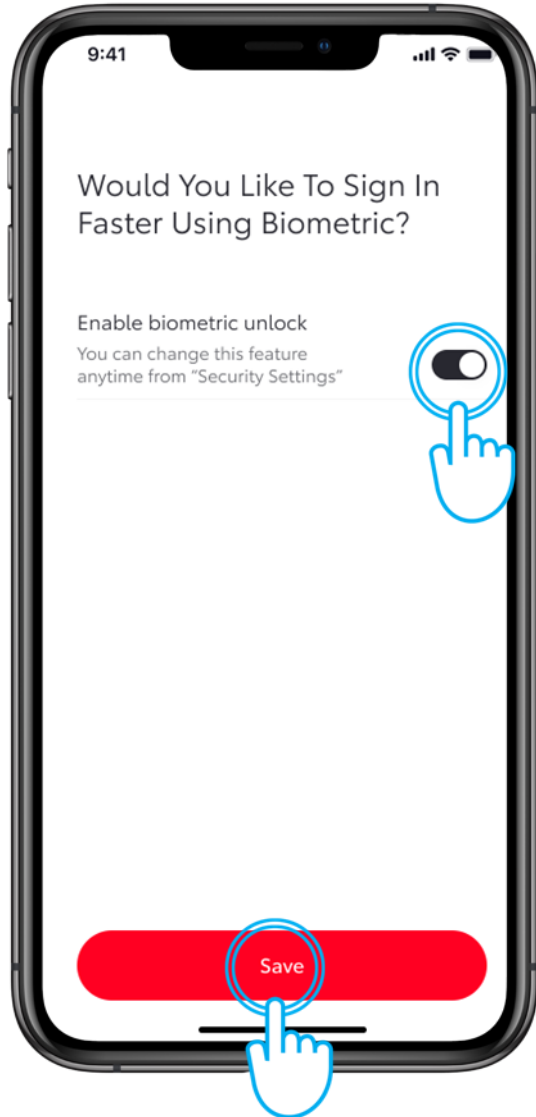 9:41
Would You Like To Sign In
Faster Using Biometric?
Enable biometric unlock
You can change this feature
anytime from "Security Settings"
Save